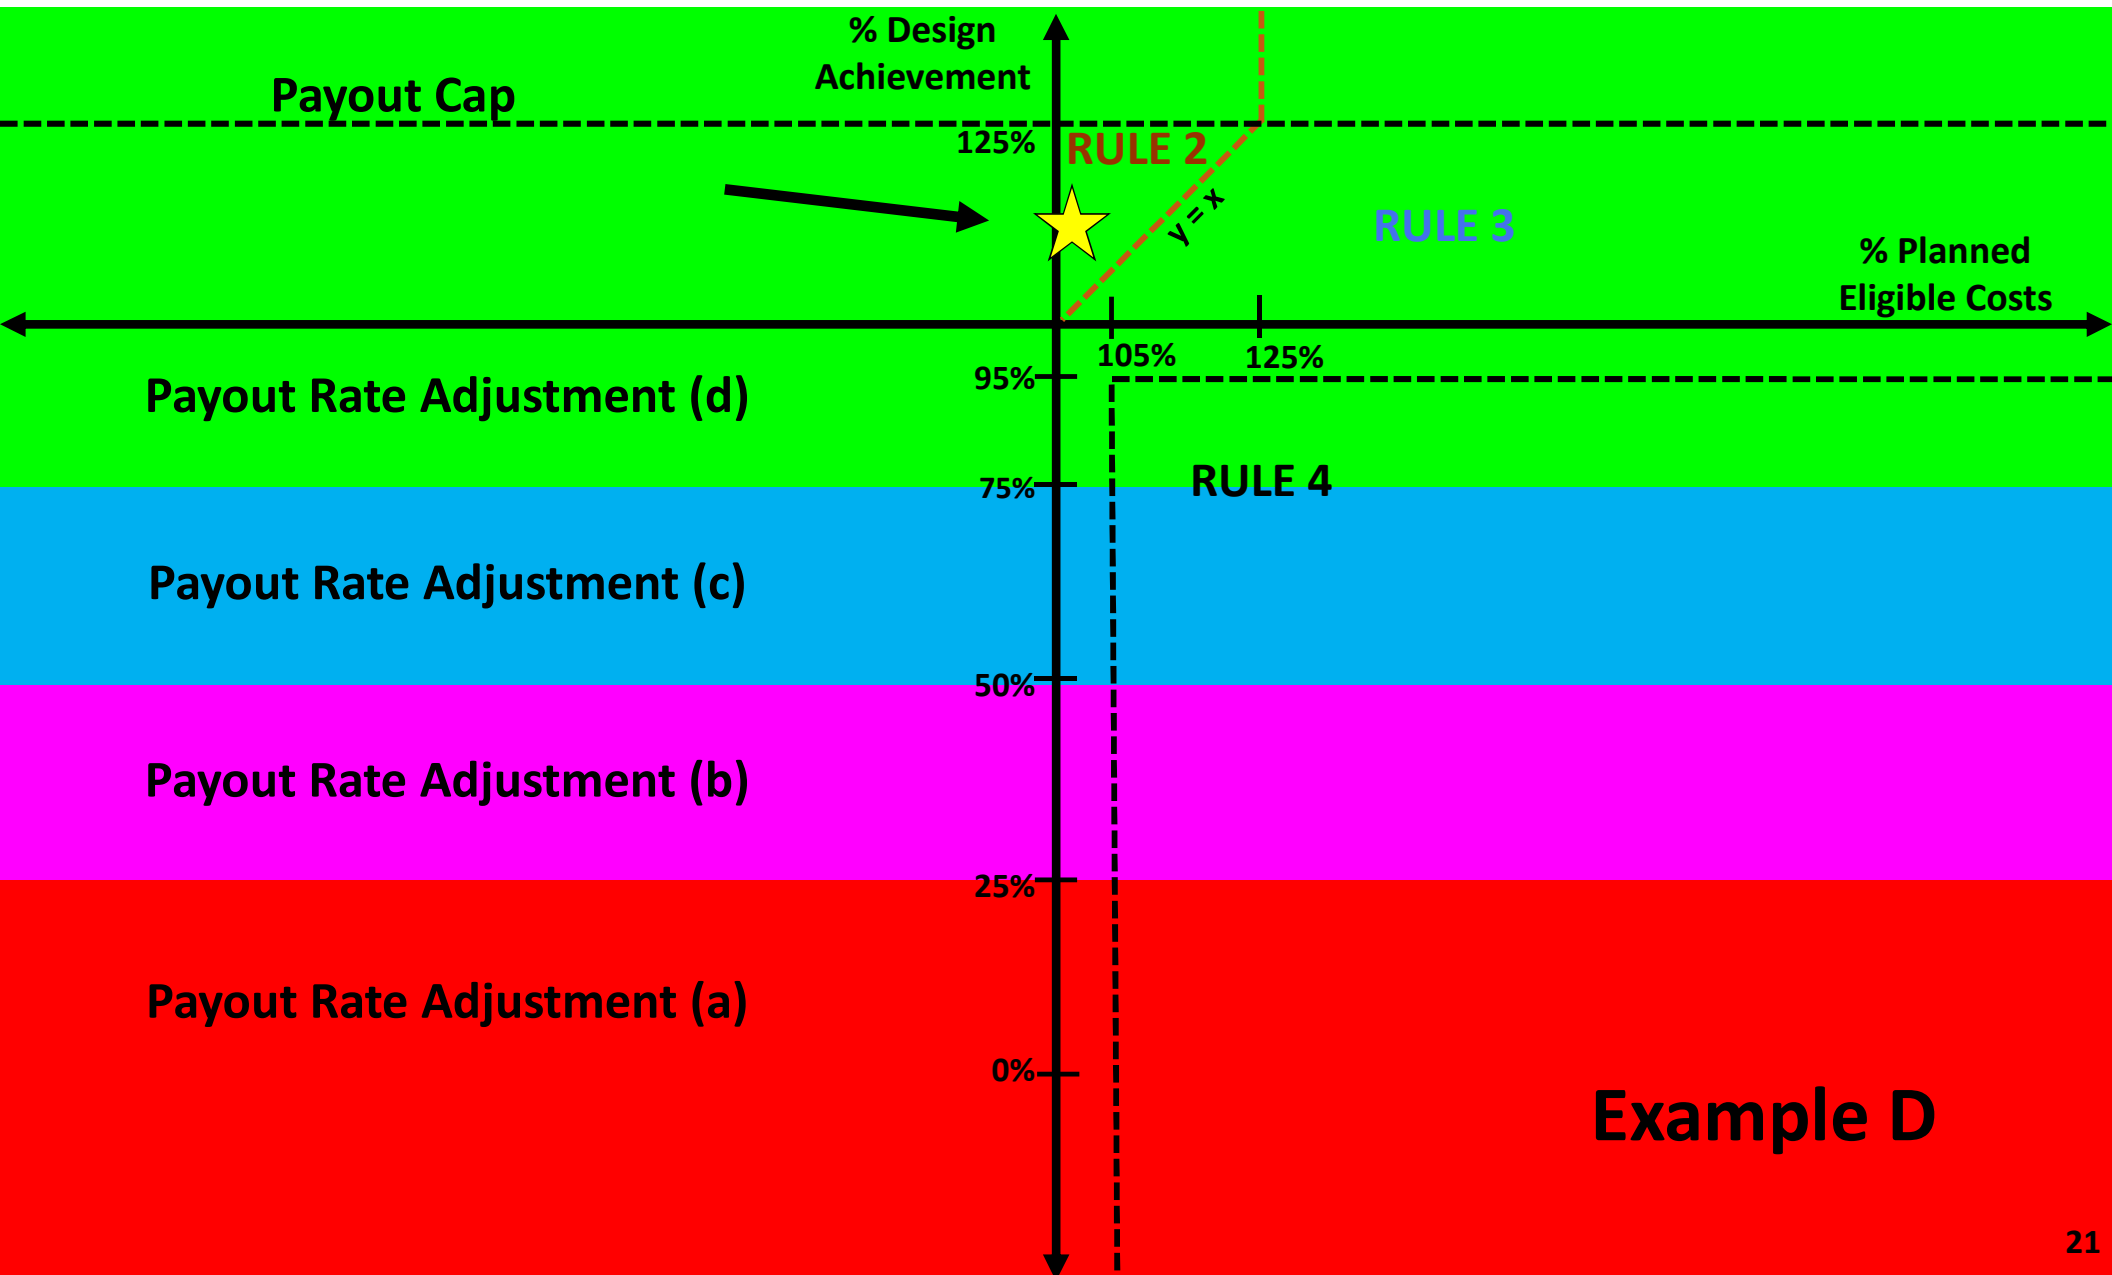 % Design
Achievement
Payout Cap
125%
RULE 2
y = x
RULE 3
% Planned
Eligible Costs
105%
125%
95%
Payout Rate Adjustment (d)
75%
RULE 4
Payout Rate Adjustment (c)
50%
Payout Rate Adjustment (b)
25%
Payout Rate Adjustment (a)
0%
Example D
21